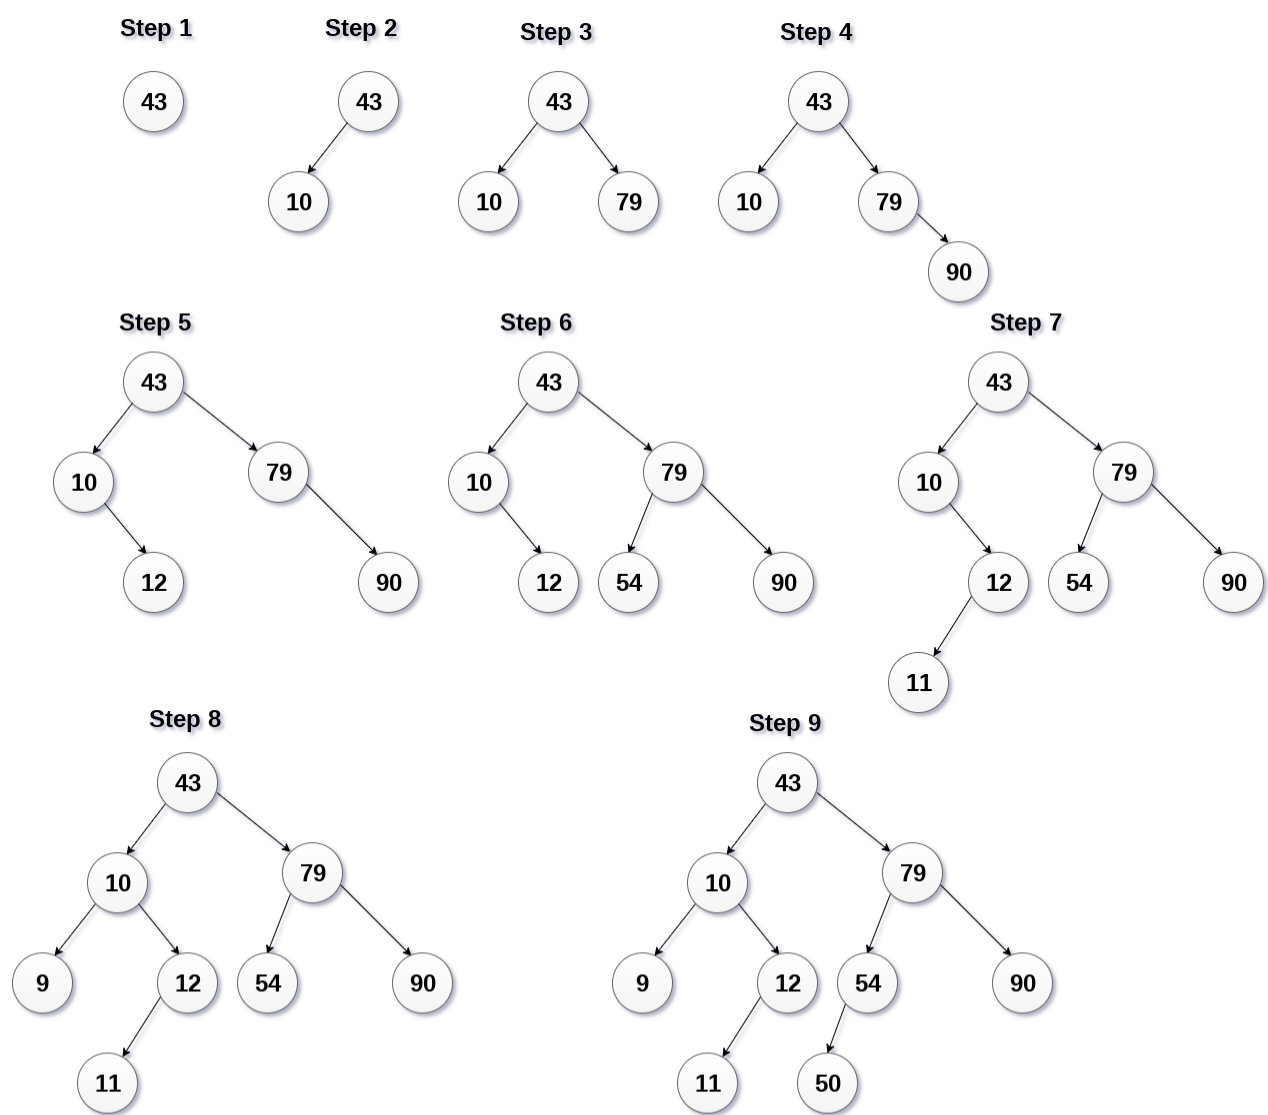 Step 1 Step 2 Step 3 Step 4
43 43 43 43
10 10 79 10 79
90
Step 5 Step 6 Step 7
43 43 43
10 79 10 79 10 79
12 90 12 54 90 12 54 90
11
Step 8 Step 9
43 43
10 79 10 79
9 12 54 90 9 12 54 90
11 11 50